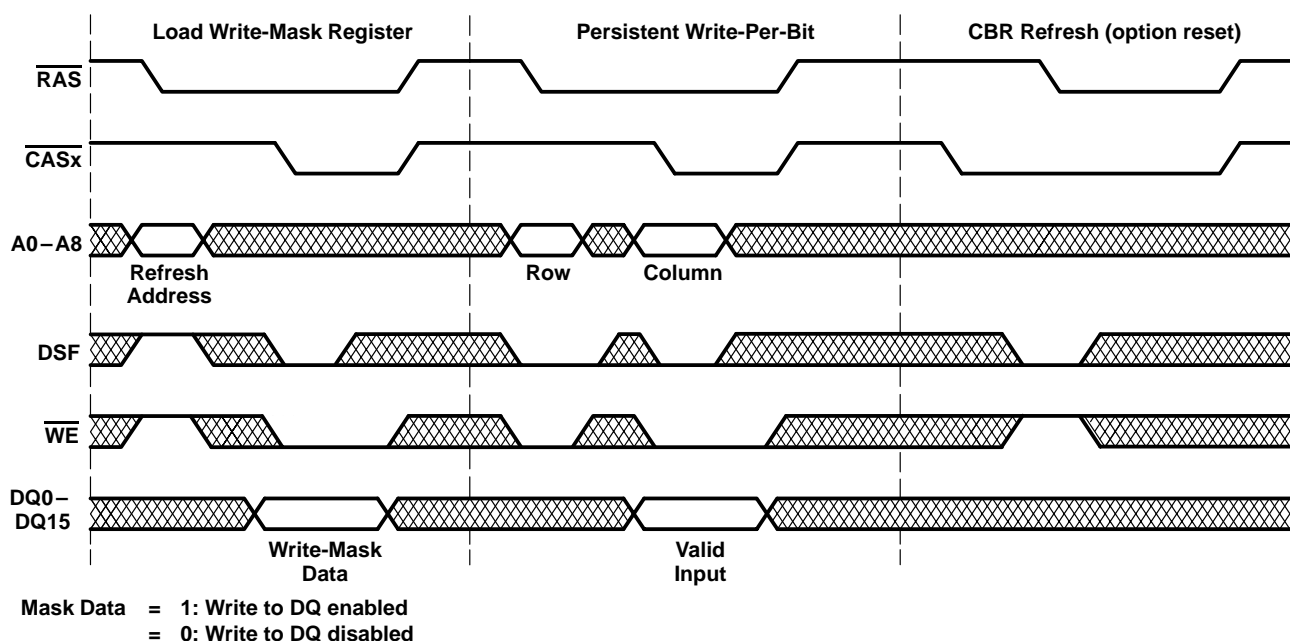 Load Write-Mask Register
Persistent Write-Per-Bit
CBR Refresh (option reset)
RAS
CASx
A0–A8
Refresh
Address
Row
Column
DSF
WE
DQ0–
DQ15
Write-Mask
Data
Valid
Input
Mask Data = 1: Write to DQ enabled
= 0: Write to DQ disabled